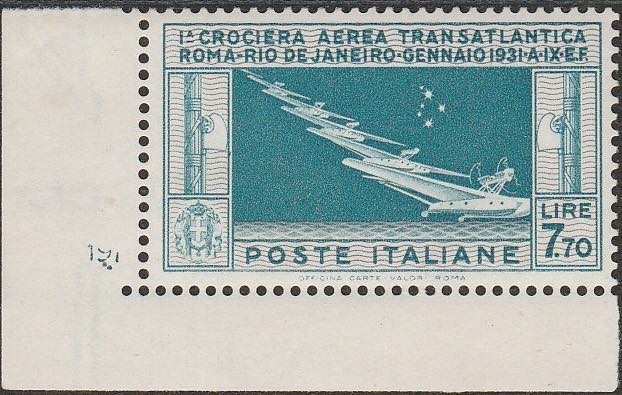 Iᴬ CROCIERA AEREA TRANSATLANTICA
ROMA-RIO DE JANEIRO-GENNAIO 1931-A·IX·E.F.
LIRE
7.70
POSTE ITALIANE
OFFICINA CARTE-VALORI ROMA